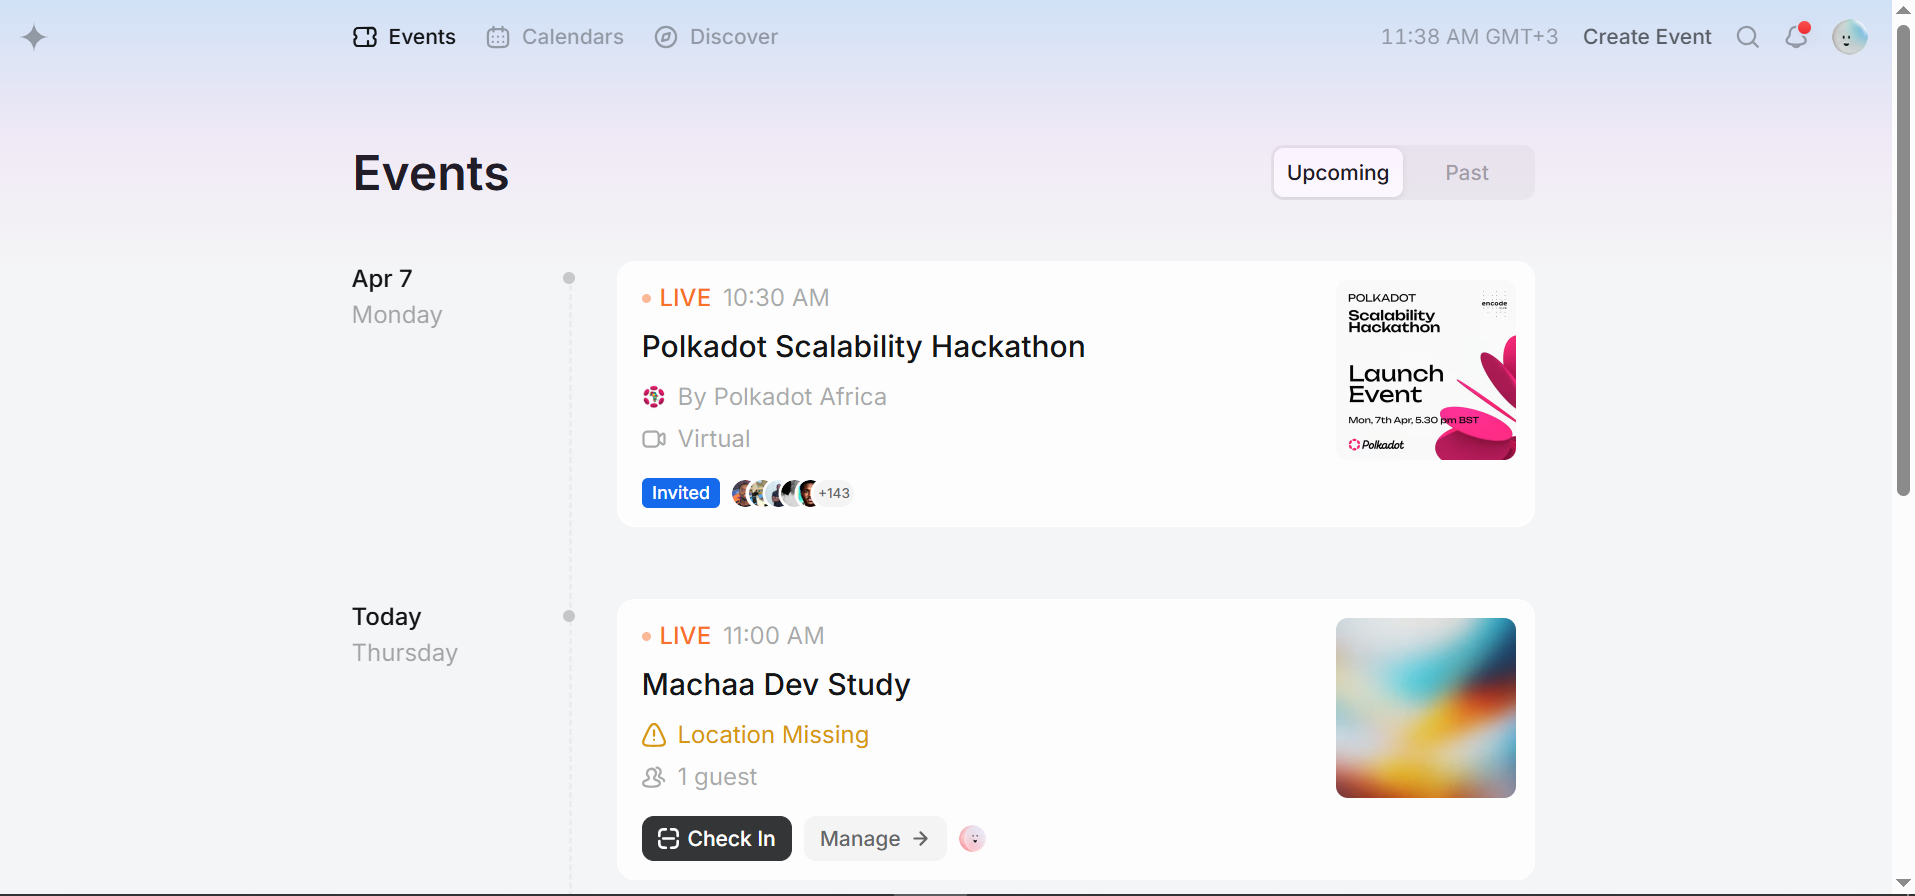 Events
Calendars
Discover
11:38 AM GMT+3
Create Event
Events
Upcoming
Past
Apr 7
Monday
LIVE 10:30 AM
Polkadot Scalability Hackathon
By Polkadot Africa
Virtual
Invited
+143
POLKADOT
encode
Scalability
Hackathon
Launch
Event
Mon, 7th Apr, 5.30 pm BST
Polkadot
Today
Thursday
LIVE 11:00 AM
Machaa Dev Study
Location Missing
1 guest
Check In
Manage →